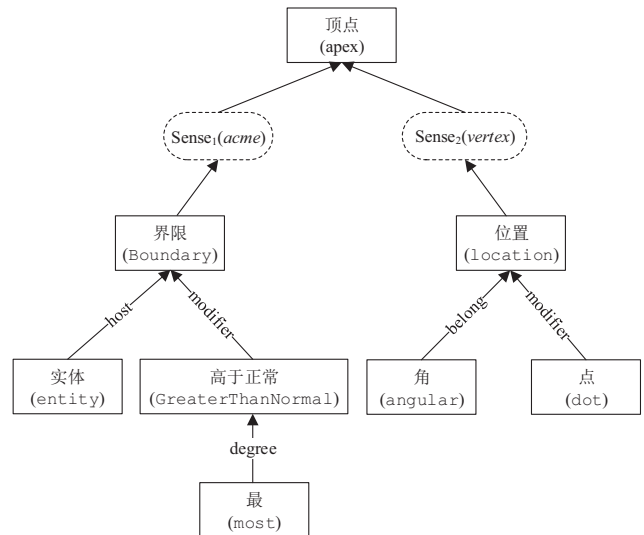 顶点
(apex)
Sense₁(acme)
Sense₂(vertex)
界限
(Boundary)
位置
(location)
host
modifier
belong
modifier
实体
(entity)
高于正常
(GreaterThanNormal)
角
(angular)
点
(dot)
degree
最
(most)